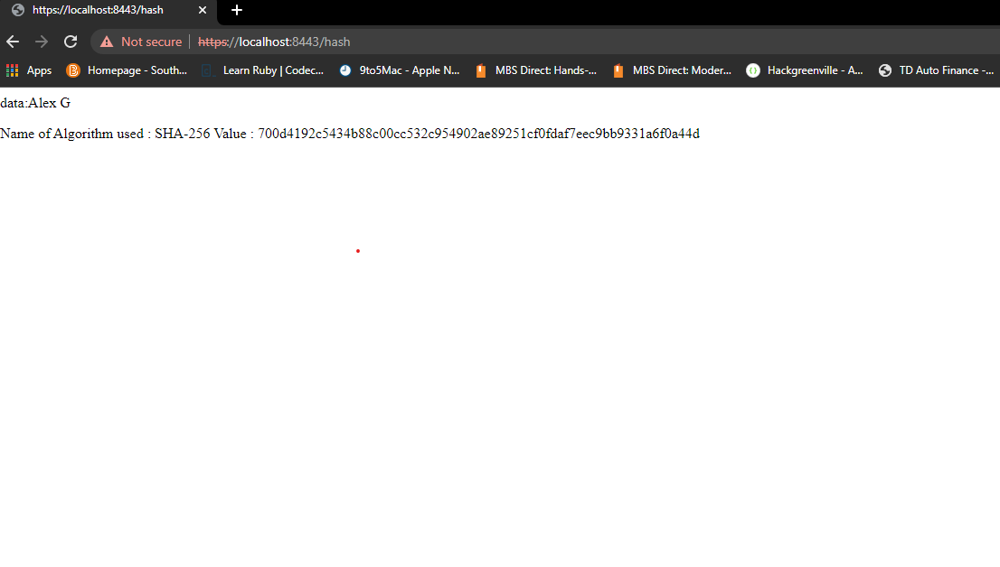 https://localhost:8443/hash
Not secure | https://localhost:8443/hash
Apps Homepage - South... Learn Ruby | Codec... 9to5Mac - Apple N... MBS Direct: Hands-... MBS Direct: Moder... Hackgreenville - A... TD Auto Finance -...
data:Alex G
Name of Algorithm used : SHA-256 Value : 700d4192c5434b88c00cc532c954902ae89251cf0fdaf7eec9bb9331a6f0a44d